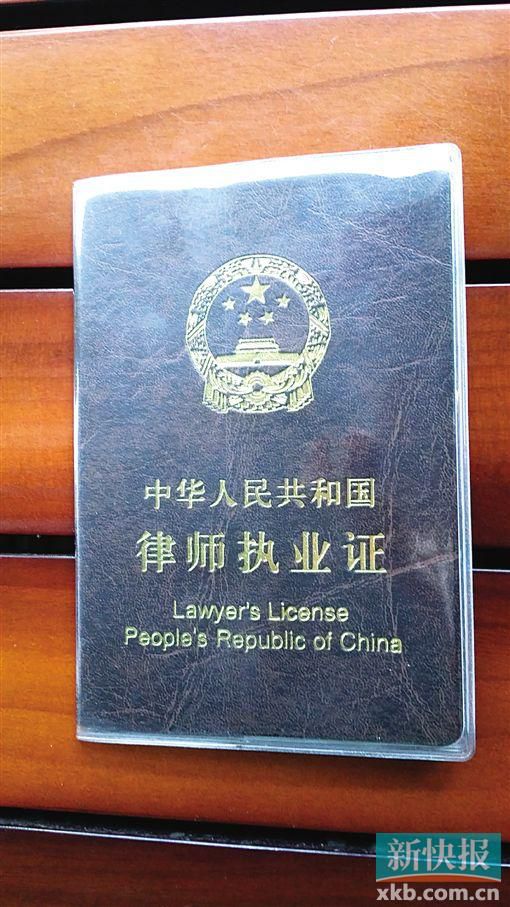 中华人民共和国
律师执业证
Lawyer's License
People's Republic of China
新快报
xkb.com.cn